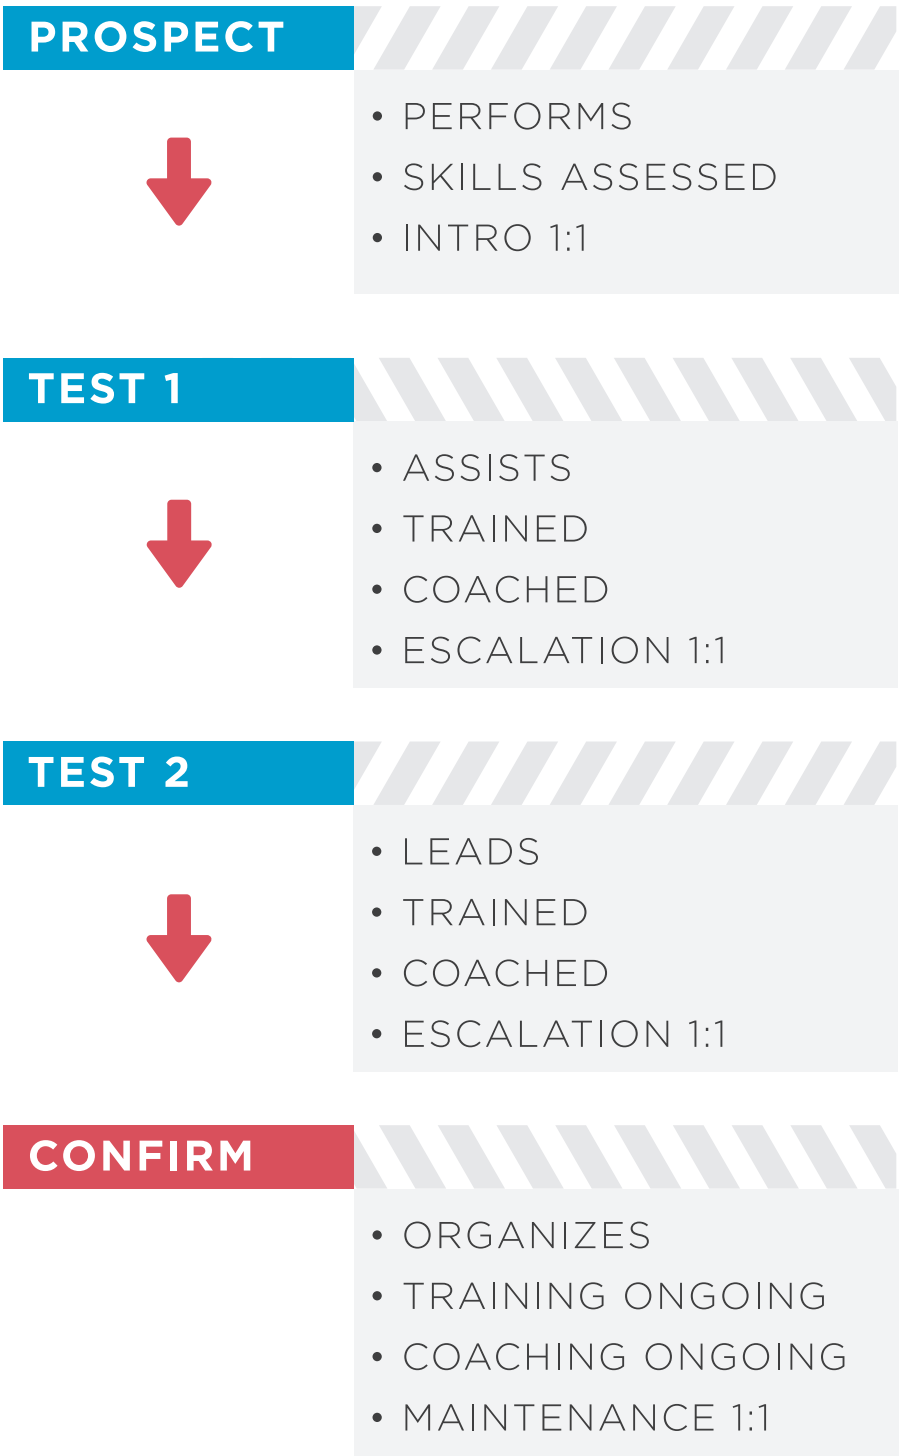 PROSPECT
• PERFORMS
• SKILLS ASSESSED
• INTRO 1:1
TEST 1
• ASSISTS
• TRAINED
• COACHED
• ESCALATION 1:1
TEST 2
• LEADS
• TRAINED
• COACHED
• ESCALATION 1:1
CONFIRM
• ORGANIZES
• TRAINING ONGOING
• COACHING ONGOING
• MAINTENANCE 1:1